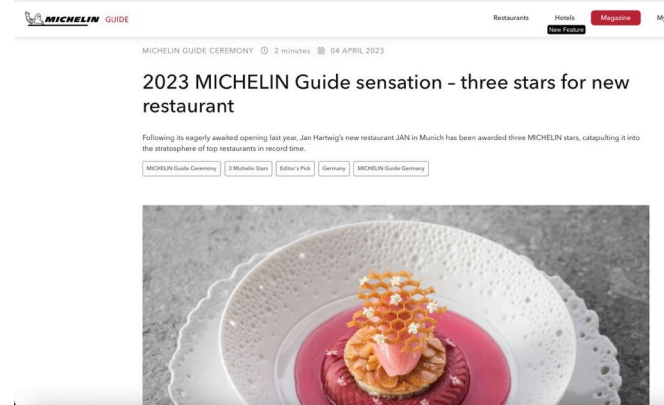 MICHELIN GUIDE
Restaurants Hotels Magazine My
New Feature
MICHELIN GUIDE CEREMONY 2 minutes 04 APRIL 2023
2023 MICHELIN Guide sensation – three stars for new
restaurant
Following its eagerly awaited opening last year, Jan Hartwig's new restaurant JAN in Munich has been awarded three MICHELIN stars, catapulting it into
the stratosphere of top restaurants in record time.
MICHELIN Guide Ceremony 3 Michelin Stars Editor's Pick Germany MICHELIN Guide Germany